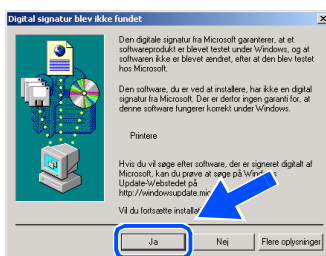 Digital signatur blev ikke fundet
Den digitale signatur fra Microsoft garanterer, at et
softwareprodukt er blevet testet under Windows, og at
softwaren ikke er blevet ændret, efter at den blev testet
hos Microsoft.
Den software, du er ved at installere, har ikke en digital
signatur fra Microsoft. Der er derfor ingen garanti for, at
denne software fungerer korrekt under Windows.
Printere
Hvis du vil søge efter software, der er signeret digitalt af
Microsoft, kan du prøve at søge på
Update-Webstedet på
http://windowsupdate.mic
Vil du fortsætte
Ja
Nej
Flere oplysninger